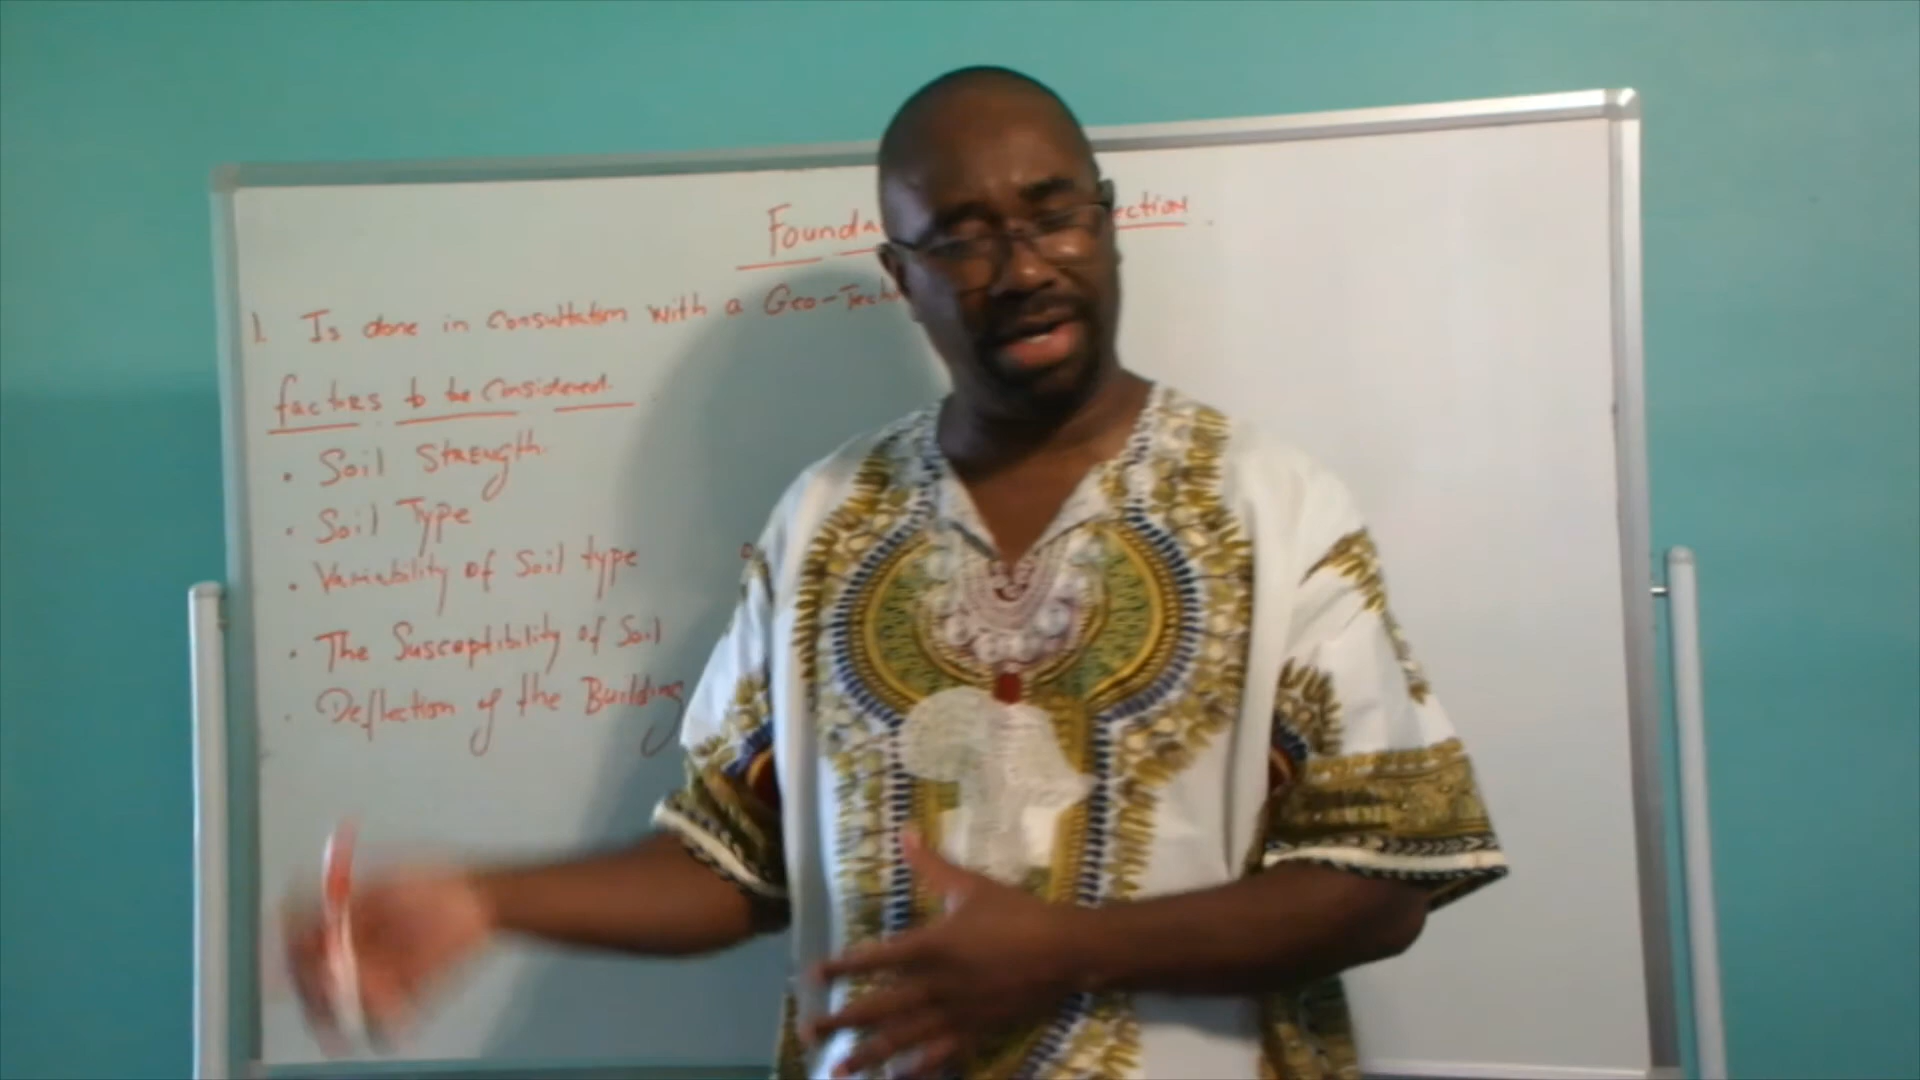 Founda ection
1. Is done in Consultation with a Geo-Techn
factors to be Considered.
• Soil Strength.
• Soil Type
• Variability of Soil type
• The Susceptibility of Soil
• Deflection of the Building